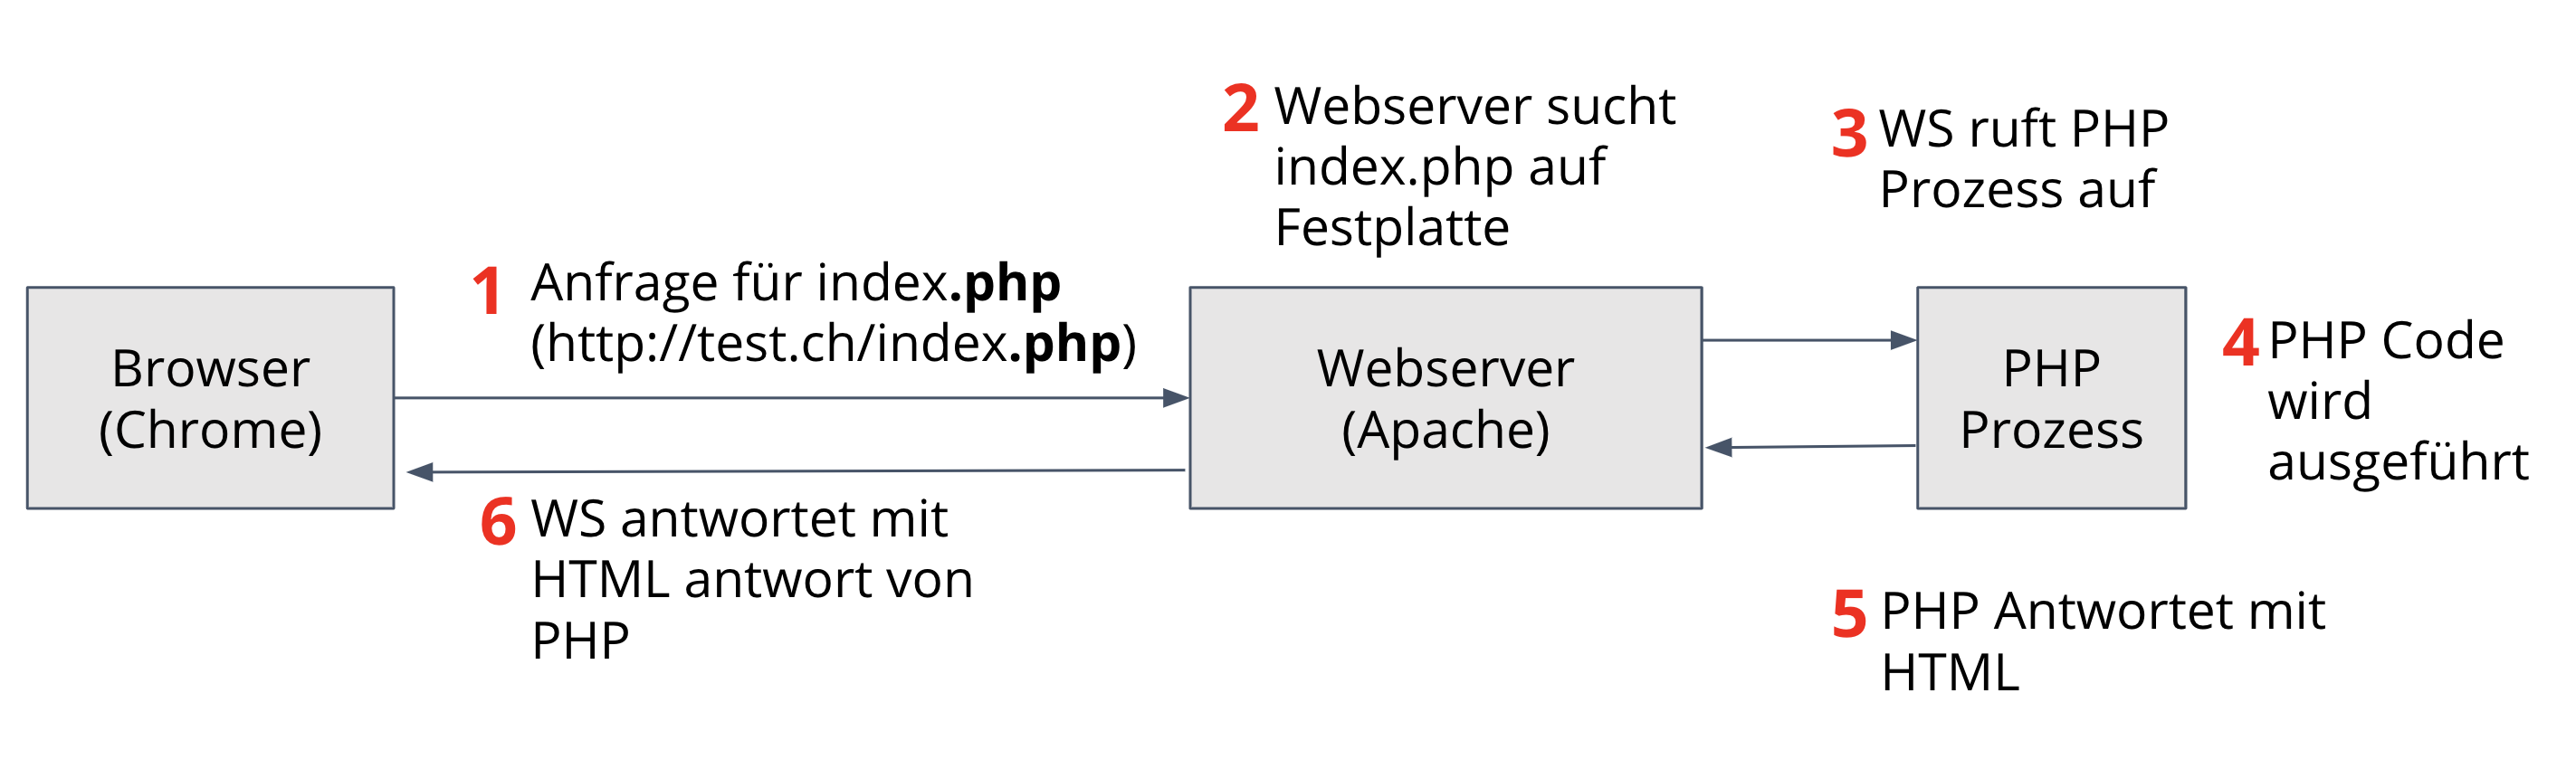 Browser
(Chrome)
1 Anfrage für index.php
(http://test.ch/index.php)
2 Webserver sucht
index.php auf
Festplatte
Webserver
(Apache)
3 WS ruft PHP
Prozess auf
PHP
Prozess
4 PHP Code
wird
ausgeführt
5 PHP Antwortet mit
HTML
6 WS antwortet mit
HTML antwort von
PHP